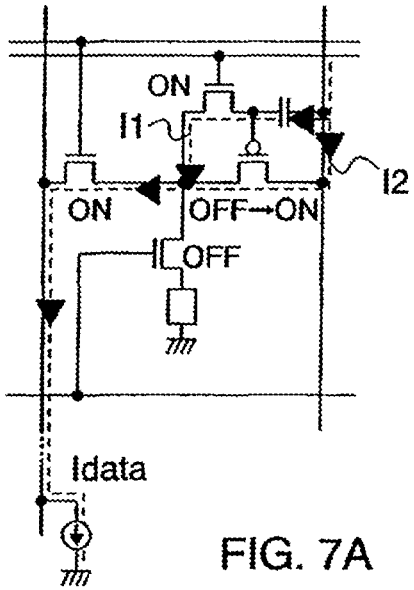 ON
I1
I2
ON
OFF→ON
OFF
Idata
FIG. 7A